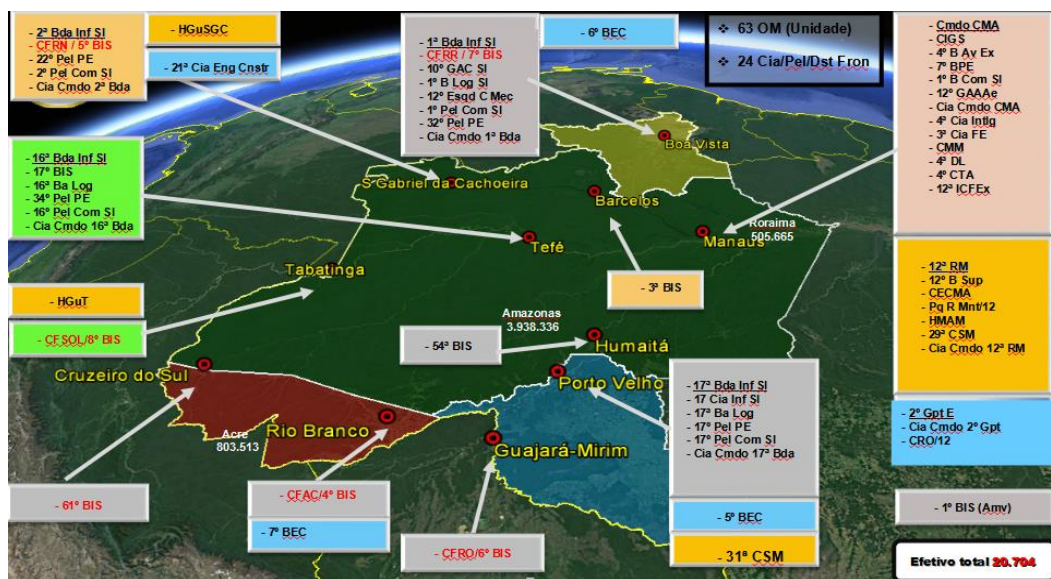 - 2ª Bda Inf Sl
- CFRN / 5º BIS
- 22º Pel PE
- 2º Pel Com Sl
- Cia Cmdo 2ª Bda
- HGuSGC
- 21ª Cia Eng Cnstr
- 1ª Bda Inf Sl
- CFRR / 7º BIS
- 10º GAC Sl
- 1º B Log Sl
- 12º Esqd C Mec
- 1º Pel Com Sl
- 32º Pel PE
- Cia Cmdo 1ª Bda
- 6º BEC
❖ 63 OM (Unidade)
❖ 24 Cia/Pel/Dst Fron
- Cmdo CMA
- CIGS
- 4º B Av Ex
- 7º BPE
- 1º B Com Sl
- 12º GAAAe
- Cia Cmdo CMA
- 4ª Cia Intlg
- 3ª Cia FE
- CMM
- 4ª DL
- 4º CTA
- 12ª ICFEx
- 16ª Bda Inf Sl
- 17º BIS
- 16ª Ba Log
- 34º Pel PE
- 16º Pel Com Sl
- Cia Cmdo 16ª Bda
Boa Vista
S Gabriel da Cachoeira
Barcelos
Roraima
505.665
Manaus
Tefé
Tabatinga
- HGuT
- CFSOL/8º BIS
- 3º BIS
Amazonas
3.938.336
- 54º BIS
Humaitá
- 12ª RM
- 12º B Sup
- CECMA
- Pq R Mnt/12
- HMAM
- 29ª CSM
- Cia Cmdo 12ª RM
Cruzeiro do Sul
Porto Velho
- 17ª Bda Inf Sl
- 17 Cia Inf Sl
- 17ª Ba Log
- 17º Pel PE
- 17º Pel Com Sl
- Cia Cmdo 17ª Bda
Acre
803.513
Rio Branco
Guajará-Mirim
- 2º Gpt E
- Cia Cmdo 2º Gpt
- CRO/12
- 61º BIS
- CFAC/4º BIS
- 7º BEC
- CFRO/6º BIS
- 5º BEC
- 31ª CSM
- 1º BIS (Amv)
Efetivo total 20.704